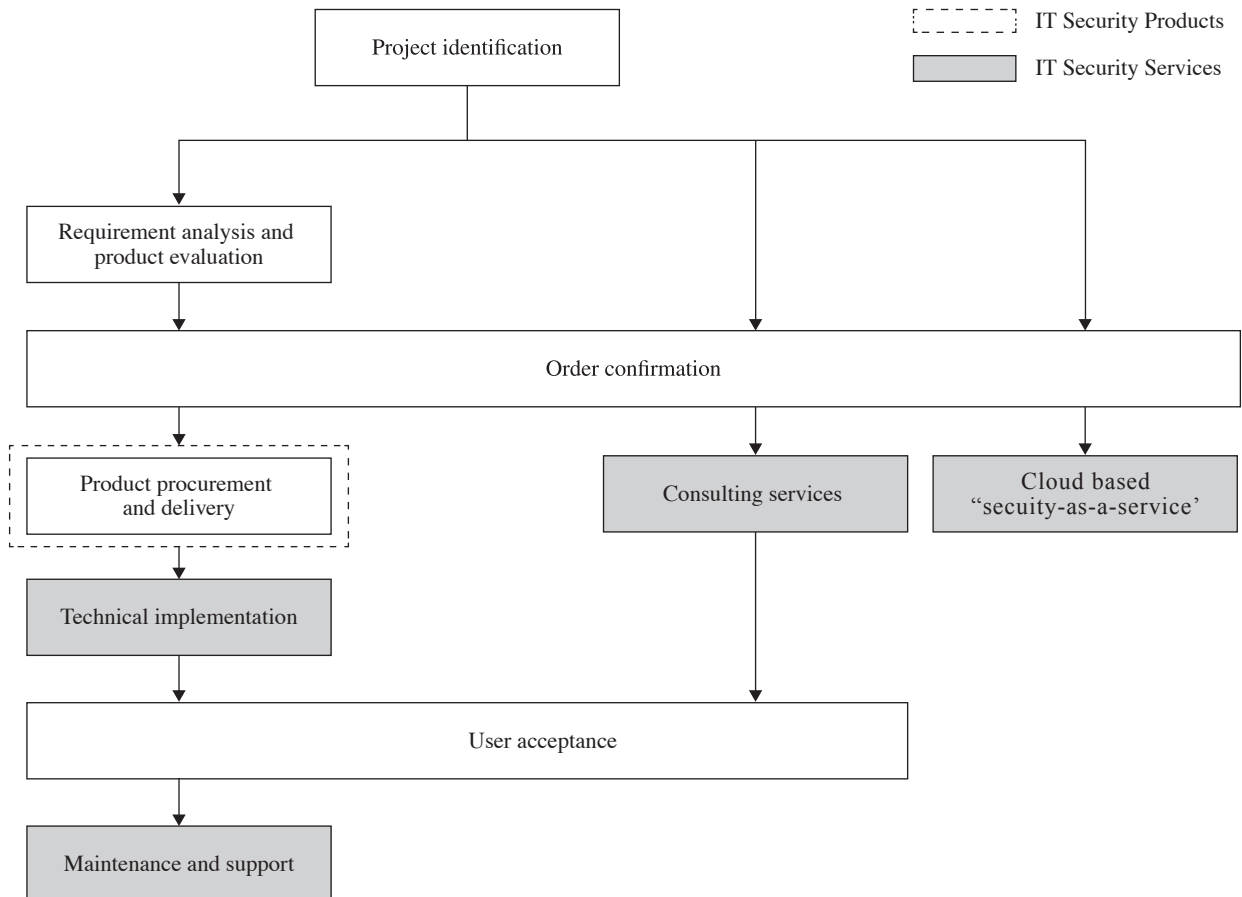 Project identification
IT Security Products
IT Security Services
Requirement analysis and
product evaluation
Order confirmation
Product procurement
and delivery
Consulting services
Cloud based
“secuity-as-a-service’
Technical implementation
User acceptance
Maintenance and support